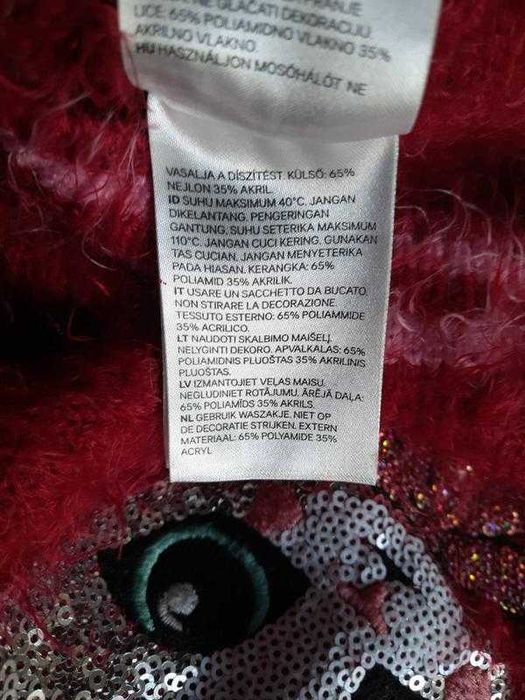 NE GLAČATI DEKORACIJU
LICE: 65% POLIAMIDNO VLAKNO 35%
AKRILNO VLAKNO.
HU HASZNÁLJON MOSÓHÁLÓT NE
VASALJA A DÍSZÍTÉST. KÜLSŐ: 65%
NEJLON 35% AKRIL.
ID SUHU MAKSIMUM 40°C. JANGAN
DIKELANTANG. PENGERINGAN
GANTUNG. SUHU SETERIKA MAKSIMUM
110°C. JANGAN CUCI KERING. GUNAKAN
TAS CUCIAN. JANGAN MENYETERIKA
PADA HIASAN. KERANGKA: 65%
POLIAMID 35% AKRILIK.
IT USARE UN SACCHETTO DA BUCATO.
NON STIRARE LA DECORAZIONE.
TESSUTO ESTERNO: 65% POLIAMMIDE
35% ACRILICO.
LT NAUDOTI SKALBIMO MAIŠELĮ.
NELYGINTI DEKORO. APVALKALAS: 65%
POLIAMIDNIS PLUOŠTAS 35% AKRILINIS
PLUOŠTAS.
LV IZMANTOJIET VEĻAS MAISU.
NEGLUDINIET ROTĀJUMU. ĀRĒJĀ DAĻA:
65% POLIAMĪDS 35% AKRILS.
NL GEBRUIK WASZAKJE. NIET OP
DE DECORATIE STRIJKEN. EXTERN
MATERIAAL: 65% POLYAMIDE 35%
ACRYL